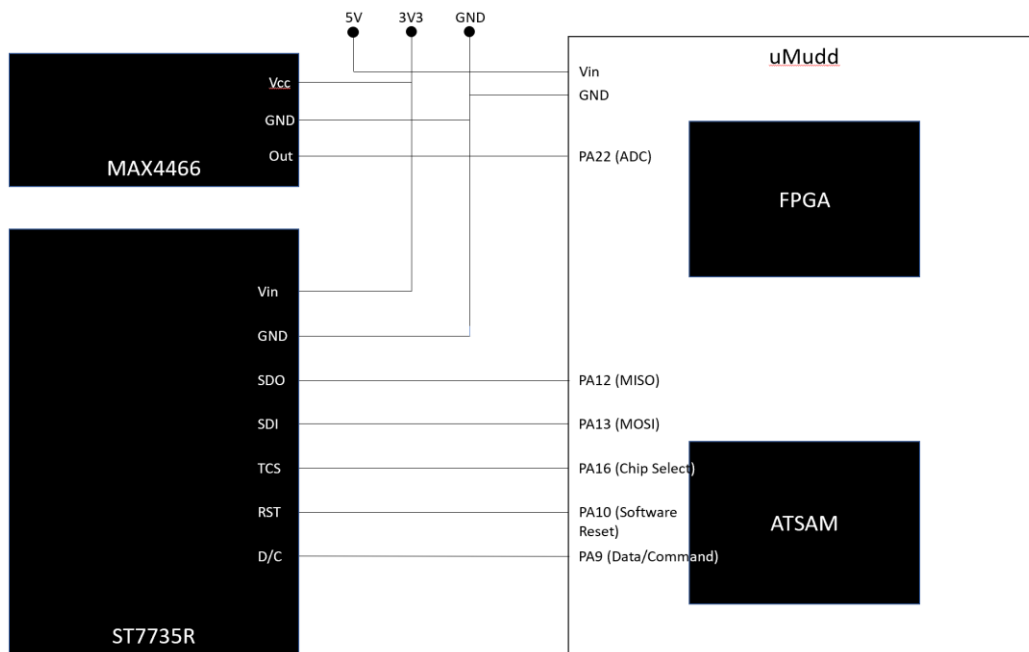 5V
3V3
GND
uMudd
Vcc
GND
Out
MAX4466
Vin
GND
PA22 (ADC)
FPGA
Vin
GND
SDO
SDI
TCS
RST
D/C
ST7735R
PA12 (MISO)
PA13 (MOSI)
PA16 (Chip Select)
PA10 (Software
Reset)
PA9 (Data/Command)
ATSAM